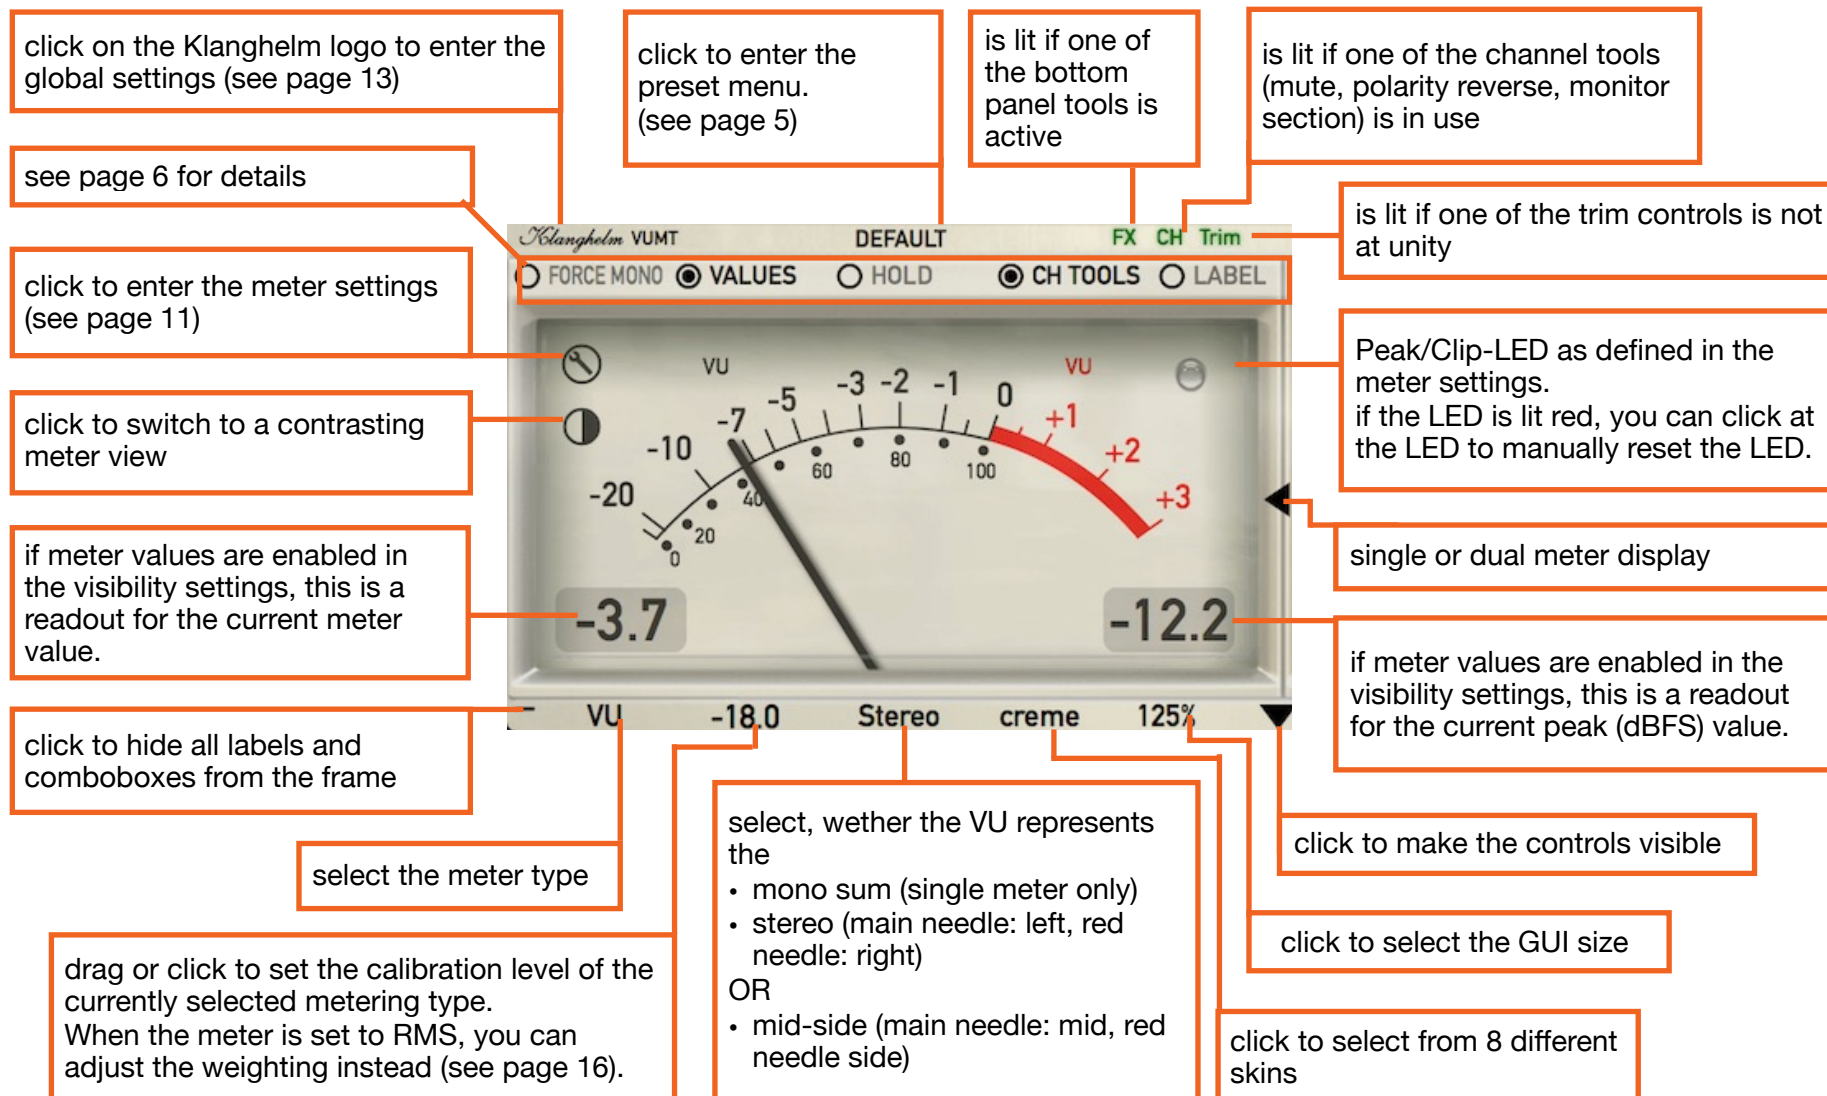 click on the Klanghelm logo to enter the
global settings (see page 13)
click to enter the
preset menu.
(see page 5)
is lit if one of
the bottom
panel tools is
active
is lit if one of the channel tools
(mute, polarity reverse, monitor
section) is in use
see page 6 for details
is lit if one of the trim controls is not
at unity
click to enter the meter settings
(see page 11)
click to switch to a contrasting
meter view
if meter values are enabled in
the visibility settings, this is a
readout for the current meter
value.
click to hide all labels and
comboboxes from the frame
Klanghelm VUMT
DEFAULT
FX CH Trim
FORCE MONO VALUES HOLD CH TOOLS LABEL
VU
VU
-20 -10 -7 -5 -3 -2 -1 0 +1 +2 +3
0 20 40 60 80 100
-3.7
-12.2
VU -18.0 Stereo creme 125%
Peak/Clip-LED as defined in the
meter settings.
if the LED is lit red, you can click at
the LED to manually reset the LED.
single or dual meter display
if meter values are enabled in the
visibility settings, this is a readout
for the current peak (dBFS) value.
click to make the controls visible
select the meter type
select, wether the VU represents
the
• mono sum (single meter only)
• stereo (main needle: left, red
needle: right)
OR
• mid-side (main needle: mid, red
needle side)
click to select the GUI size
drag or click to set the calibration level of the
currently selected metering type.
When the meter is set to RMS, you can
adjust the weighting instead (see page 16).
click to select from 8 different
skins